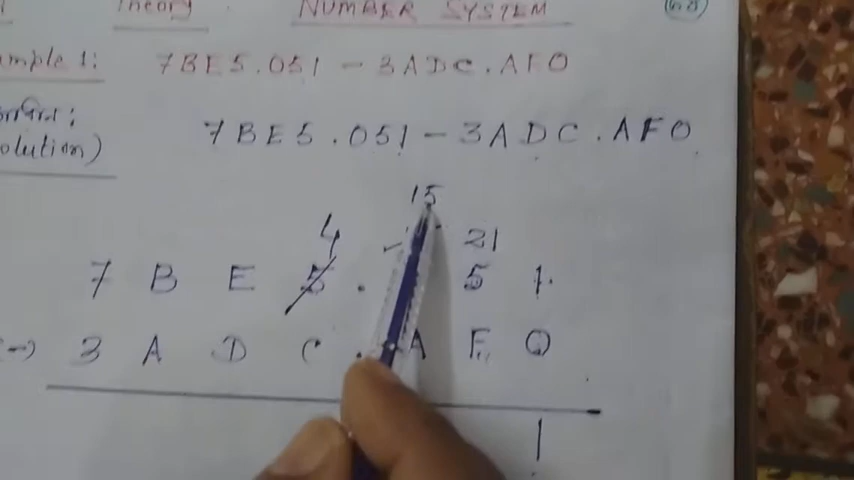 Theory NUMBER SYSTEM
mple 1: 7BE5.051 - 3ADC.AF0
olution) 7BE5.051 - 3ADC.AF0
15
4 21
7 B E 5 . 5 1
(-) 3 A D C . A F 0
1